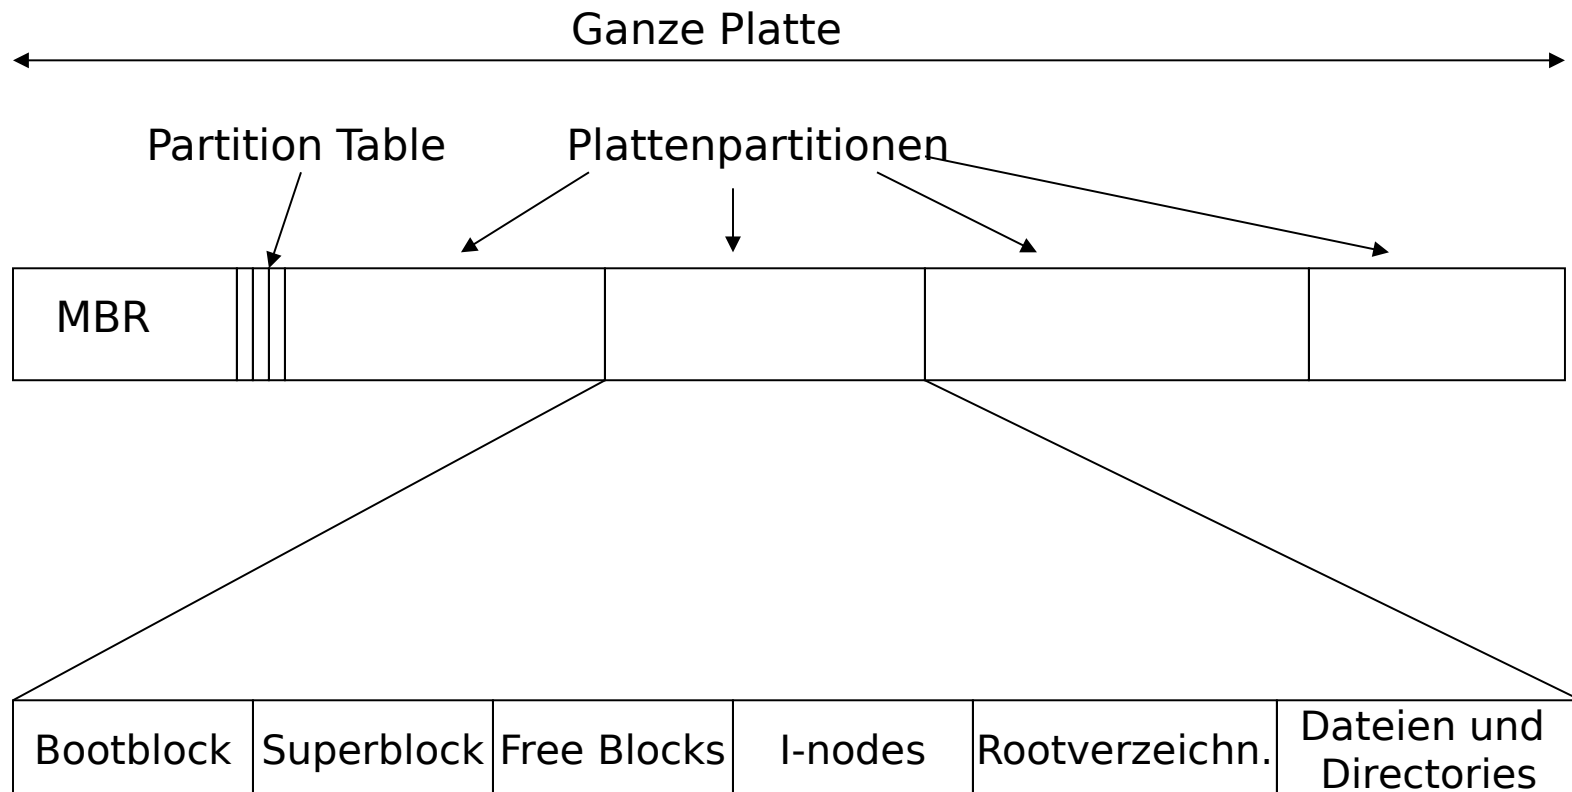 Ganze Platte
Partition Table
Plattenpartitionen
MBR
Bootblock
Superblock
Free Blocks
I-nodes
Rootverzeichn.
Dateien und
Directories